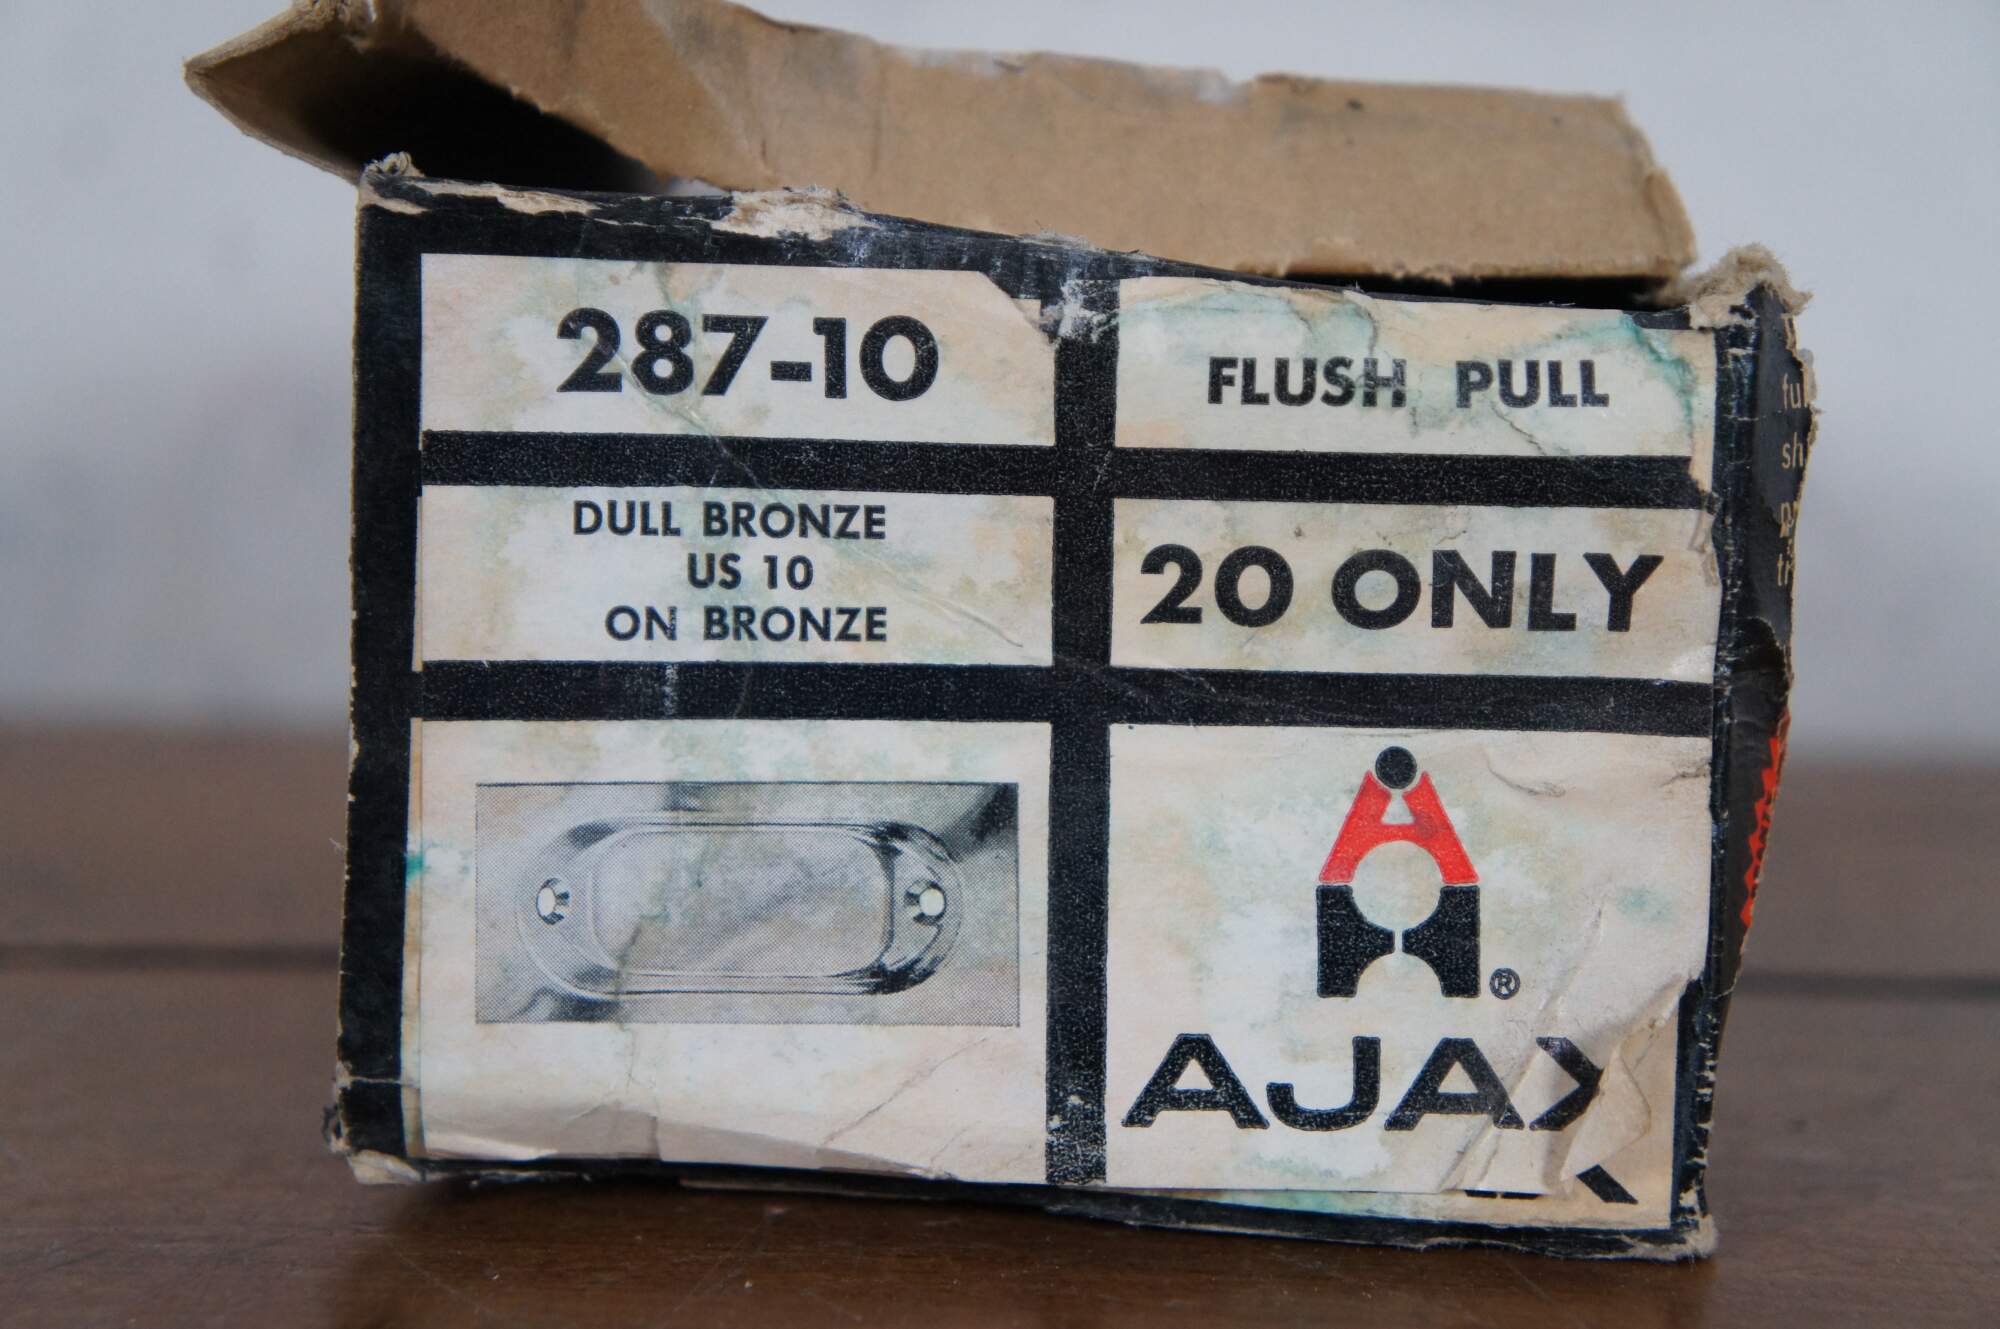 287-10
FLUSH PULL
DULL BRONZE
US 10
ON BRONZE
20 ONLY
®
AJAX